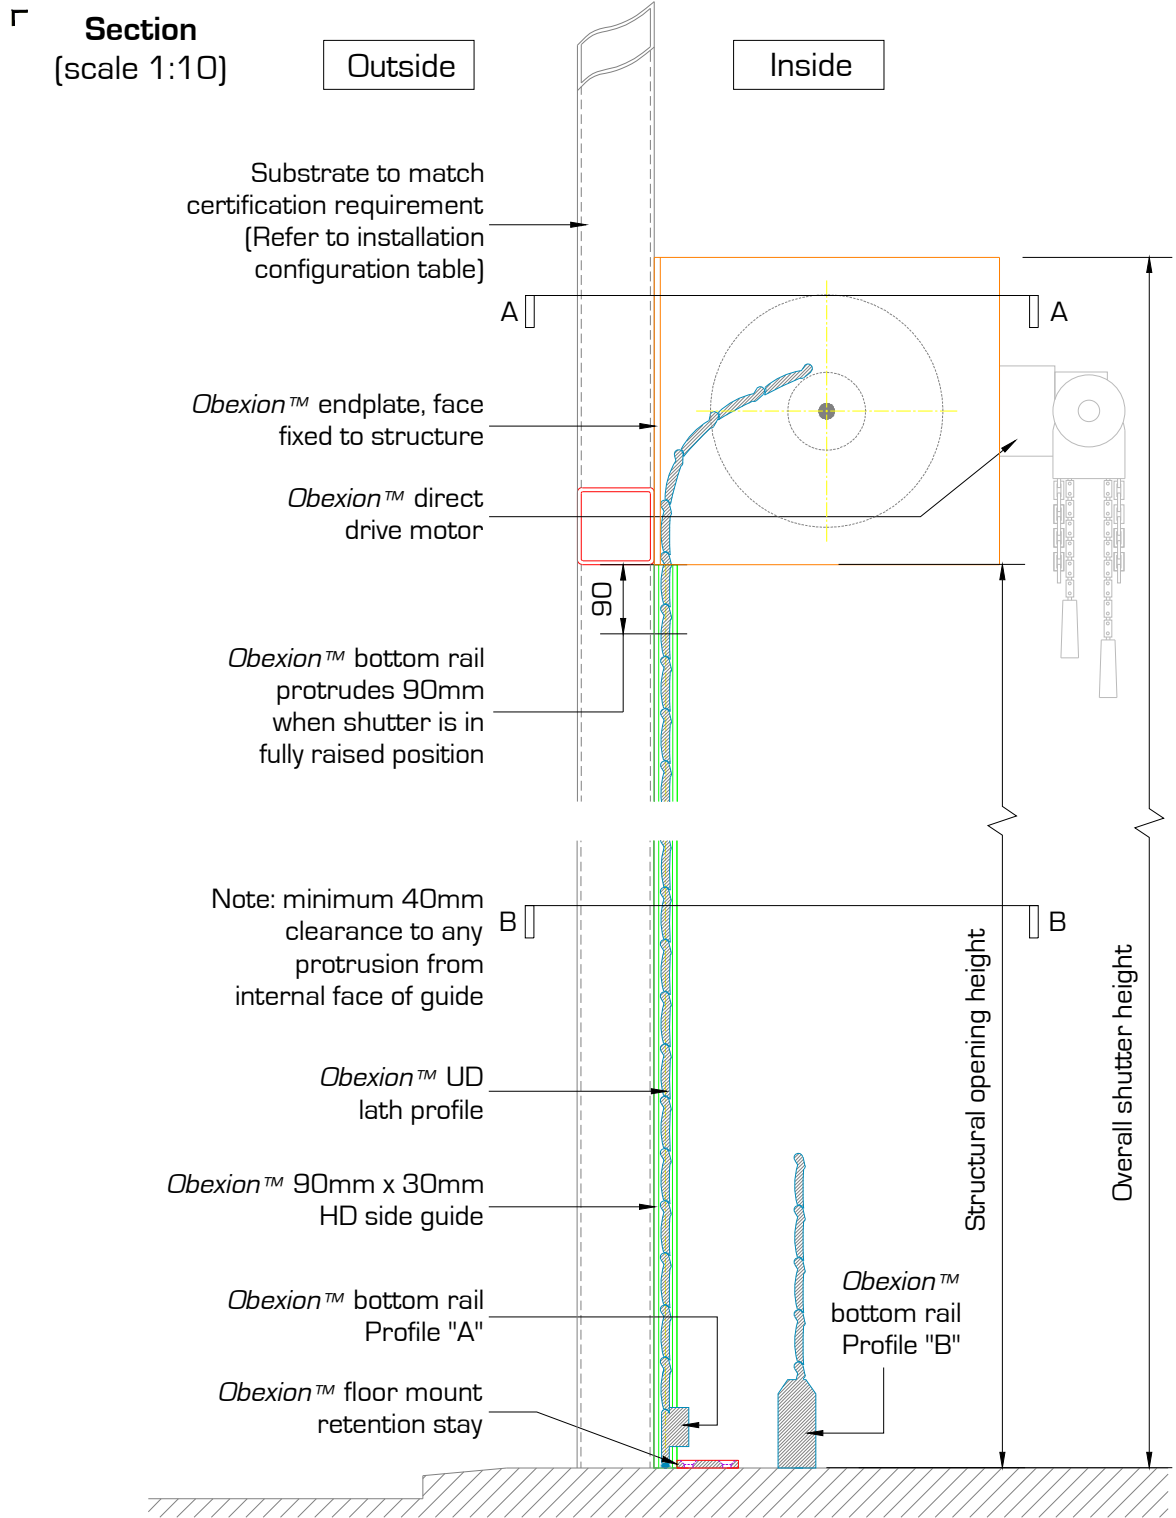 Section
(scale 1:10)
Outside
Inside
Substrate to match
certification requirement
(Refer to installation
configuration table)
A
A
Obexion™ endplate, face
fixed to structure
Obexion™ direct
drive motor
90
Obexion™ bottom rail
protrudes 90mm
when shutter is in
fully raised position
Note: minimum 40mm
clearance to any
protrusion from
internal face of guide
B
B
Structural opening height
Overall shutter height
Obexion™ UD
lath profile
Obexion™ 90mm x 30mm
HD side guide
Obexion™ bottom rail
Profile "A"
Obexion™
bottom rail
Profile "B"
Obexion™ floor mount
retention stay